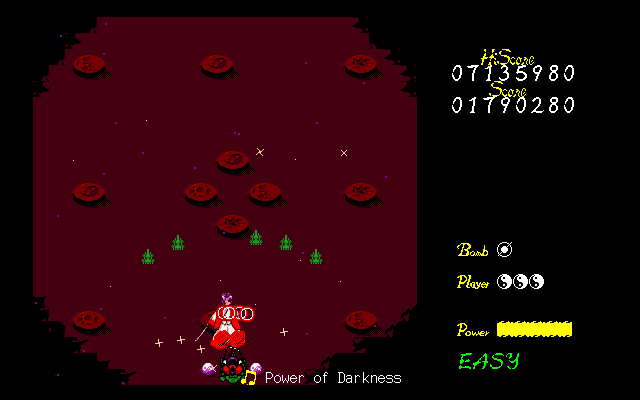 HiScore
07135980
Score
01790280
Bomb
Player
Power
EASY
Power of Darkness